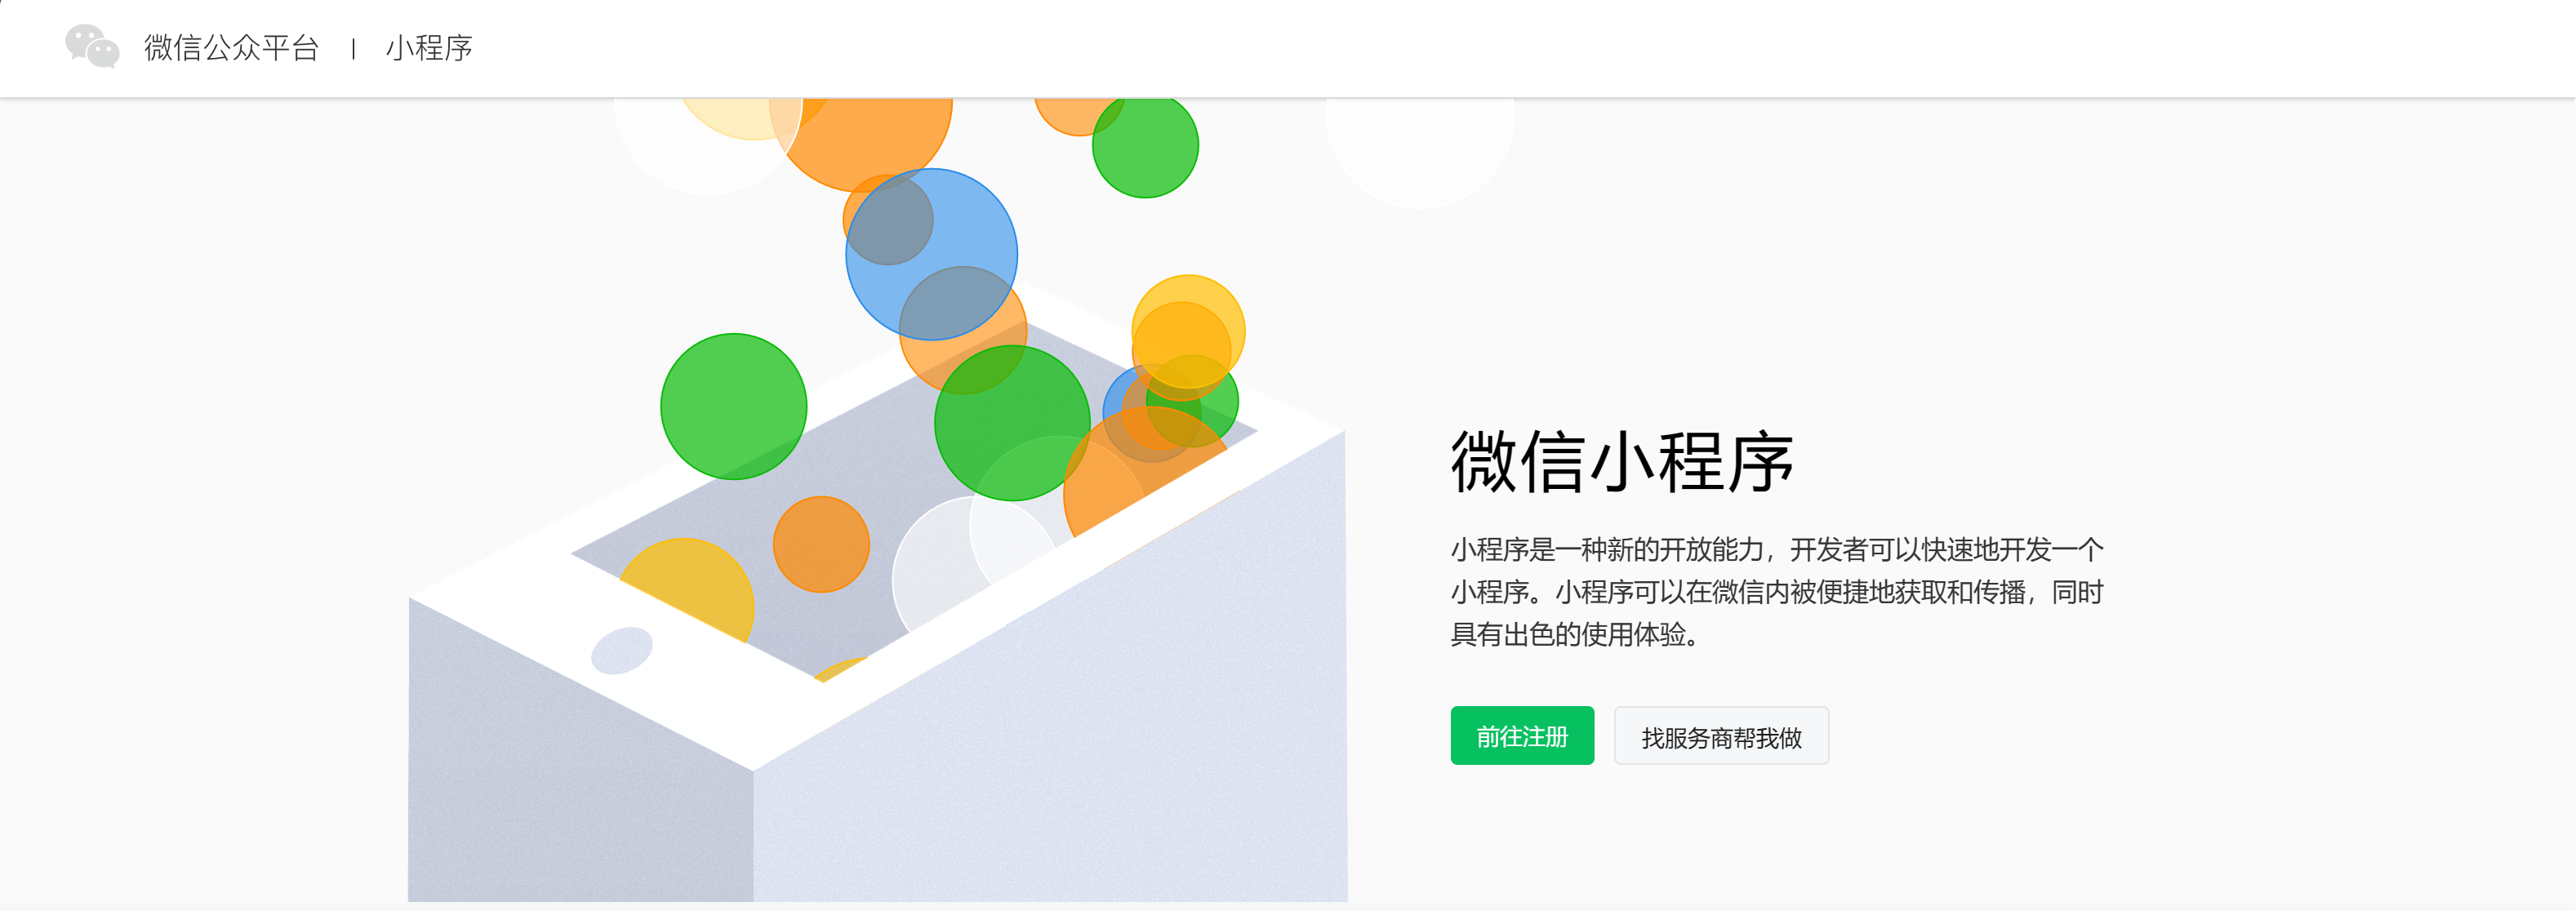 微信公众平台 | 小程序
微信小程序
小程序是一种新的开放能力，开发者可以快速地开发一个
小程序。小程序可以在微信内被便捷地获取和传播，同时
具有出色的使用体验。
前往注册 找服务商帮我做